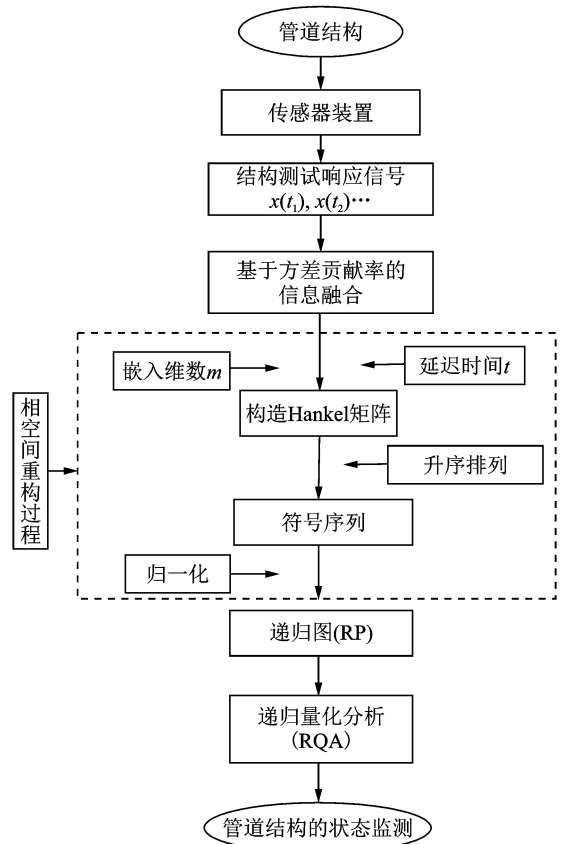 管道结构
传感器装置
结构测试响应信号
x(t₁), x(t₂)…
基于方差贡献率的
信息融合
嵌入维数m
延迟时间t
构造Hankel矩阵
相空间重构过程
升序排列
符号序列
归一化
递归图(RP)
递归量化分析
（RQA）
管道结构的状态监测